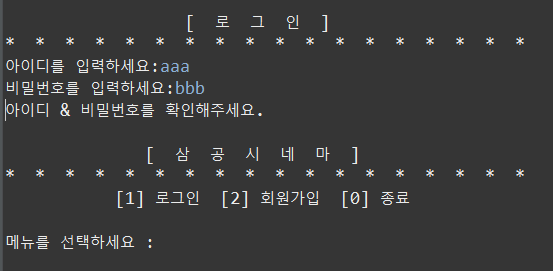 [ 로 그 인 ]
* * * * * * * * * * * * * * * * * *
아이디를 입력하세요:aaa
비밀번호를 입력하세요:bbb
아이디 & 비밀번호를 확인해주세요.
[ 삼 공 시 네 마 ]
* * * * * * * * * * * * * * * * * *
[1] 로그인 [2] 회원가입 [0] 종료
메뉴를 선택하세요 :